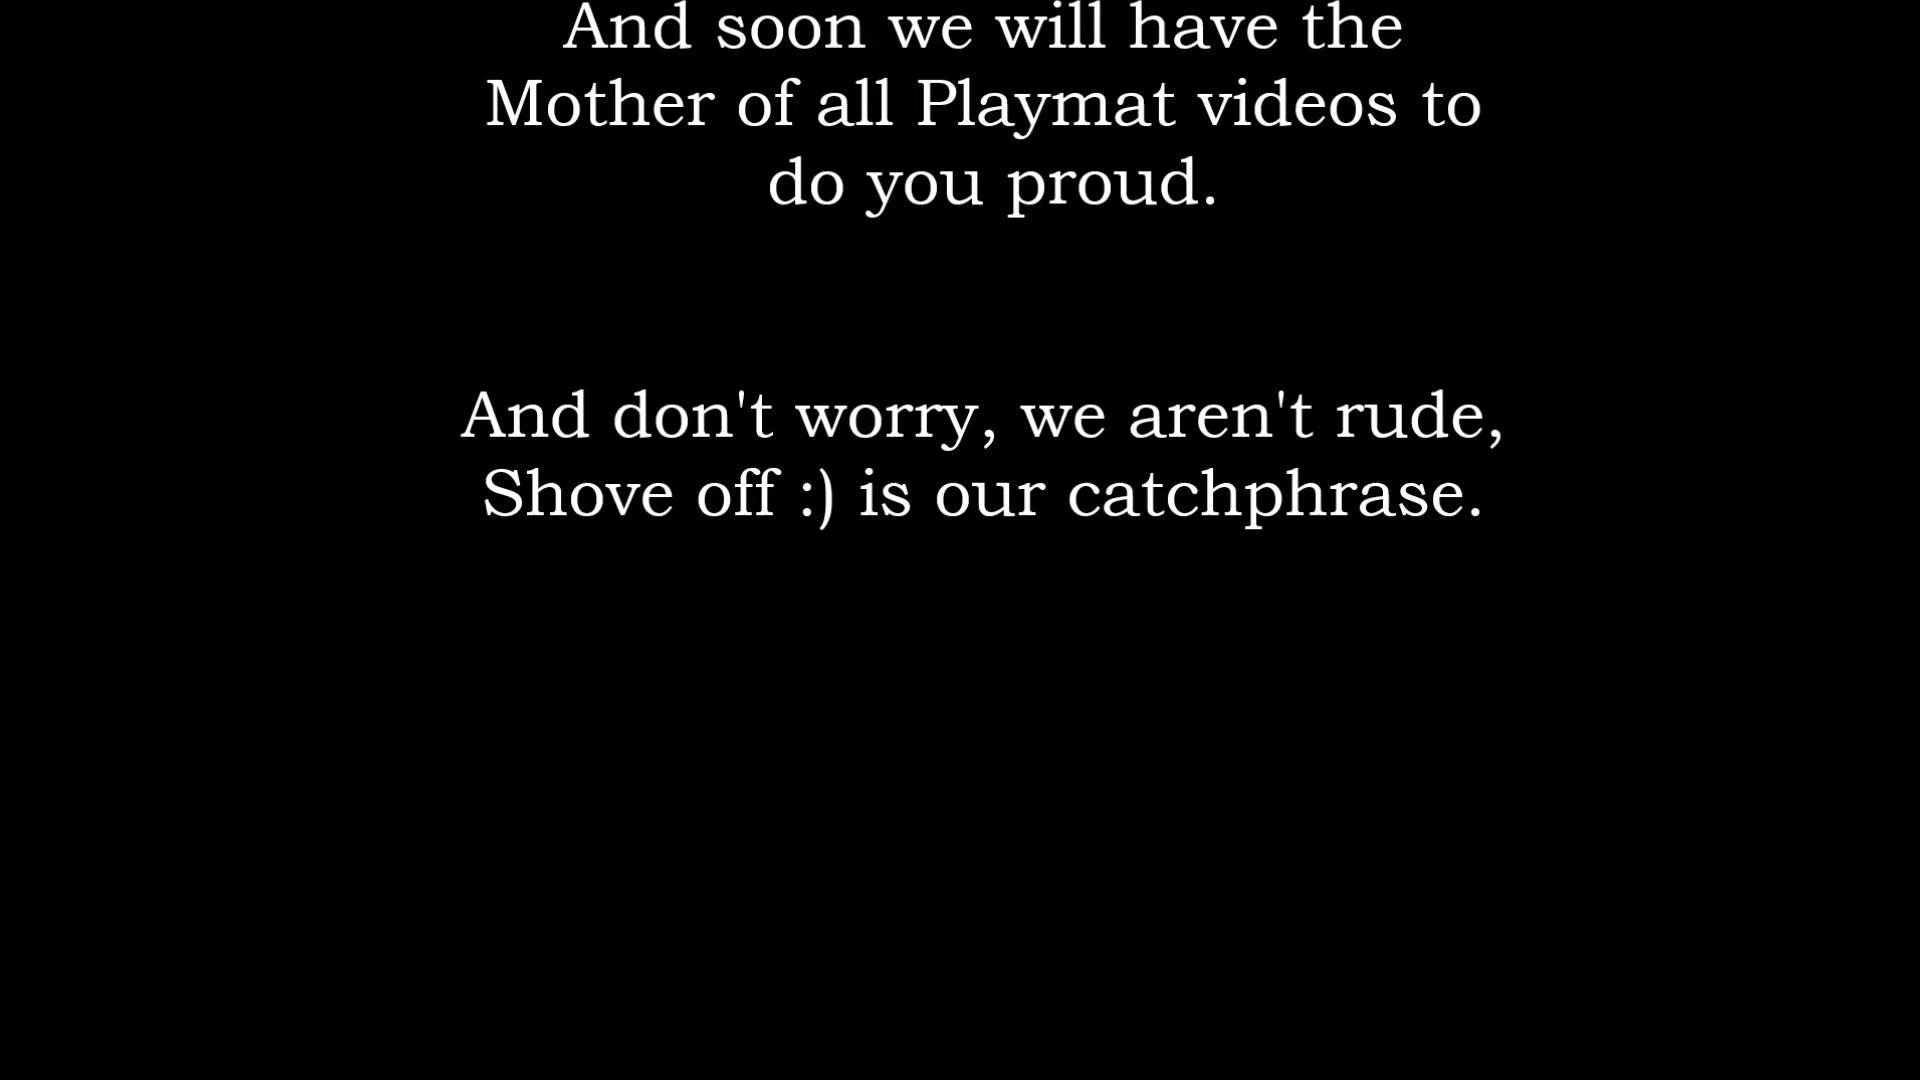 And soon we will have the
Mother of all Playmat videos to
do you proud.
And don't worry, we aren't rude,
Shove off :) is our catchphrase.